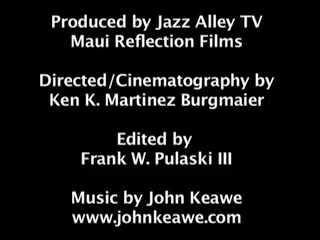 Produced by Jazz Alley TV
Maui Reflection Films
Directed/Cinematography by
Ken K. Martinez Burgmaier
Edited by
Frank W. Pulaski III
Music by John Keawe
www.johnkeawe.com